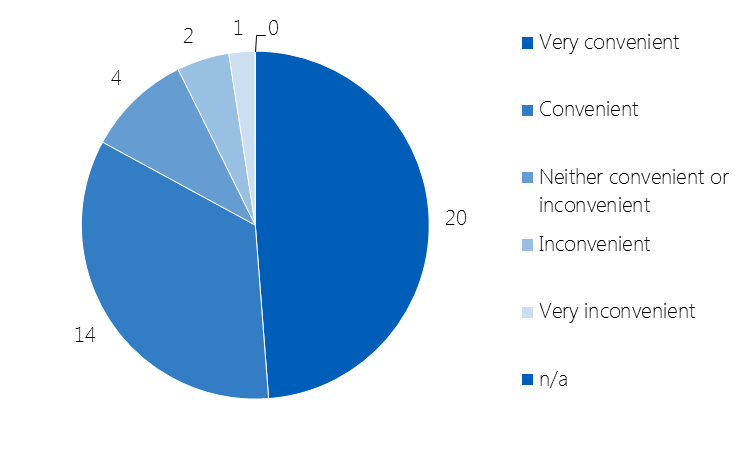 1
0
2
4
20
14
Very convenient
Convenient
Neither convenient or
inconvenient
Inconvenient
Very inconvenient
n/a